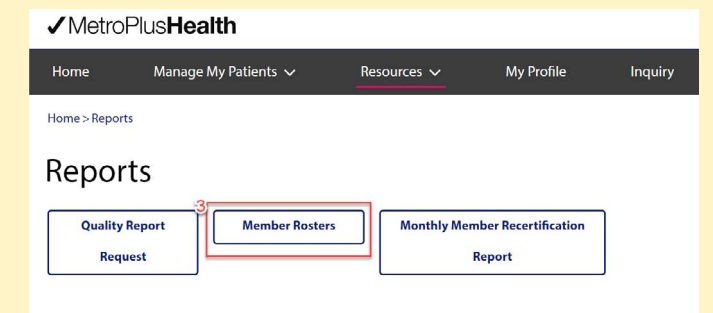 ✓MetroPlusHealth
Home Manage My Patients Resources My Profile Inquiry
Home > Reports
Reports
3
Quality Report Request
Member Rosters
Monthly Member Recertification Report